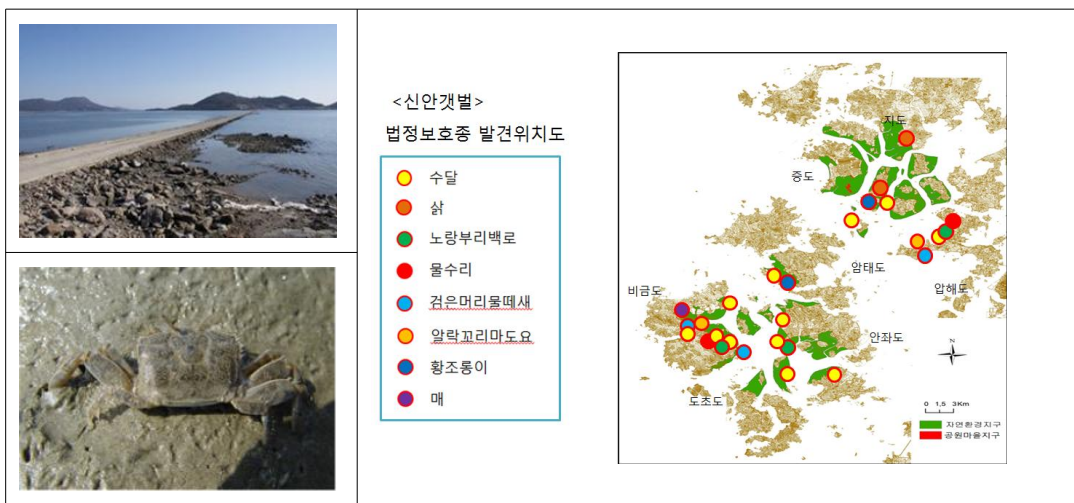 <신안갯벌>
법정보호종 발견위치도
수달
삵
노랑부리백로
물수리
검은머리물떼새
알락꼬리마도요
황조롱이
매
지도
증도
암태도
압해도
비금도
안좌도
도초도
N
0 1.5 3Km
자연환경지구
공원마을지구